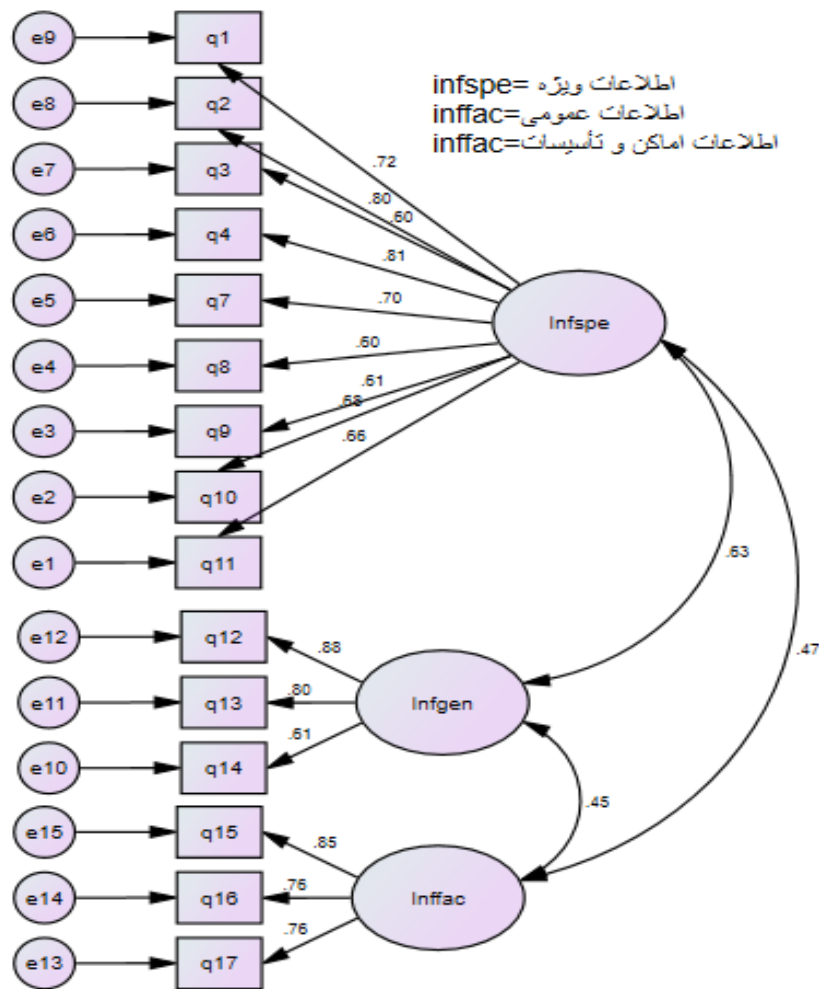 e9 q1
e8 q2
e7 q3
e6 q4
e5 q7
e4 q8
e3 q9
e2 q10
e1 q11
e12 q12
e11 q13
e10 q14
e15 q15
e14 q16
e13 q17
infspe= اطلاعات ویژه
inffac=اطلاعات عمومی
inffac=اطلاعات اماکن و تأسیسات
.72
.80
.60
.81
.70
.60
.61
.68
.66
Infspe
.63
.47
.88
.80
.61
Infgen
.45
.85
.76
.76
Inffac